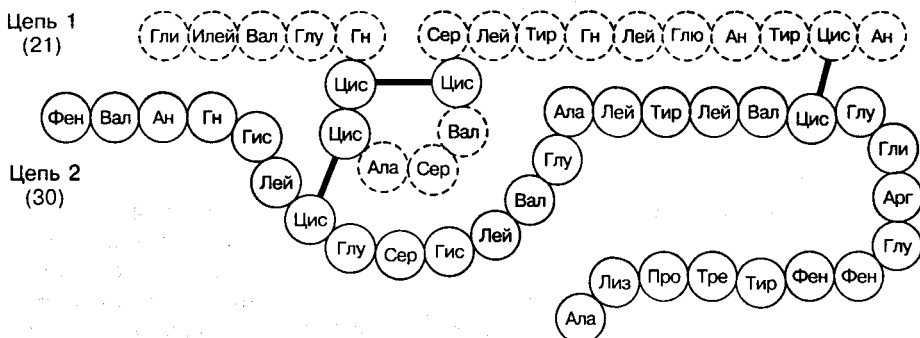 Цепь 1
(21)
Гли Илей Вал Глу Гн Цис Цис Ала Сер Вал Цис Сер Лей Тир Гн Лей Глю Ан Тир Цис Ан
Цепь 2
(30)
Фен Вал Ан Гн Гис Лей Цис Глу Сер Гис Лей Вал Глу Ала Лей Тир Лей Вал Цис Глу Гли Арг Глу Фен Фен Тир Тре Про Лиз Ала